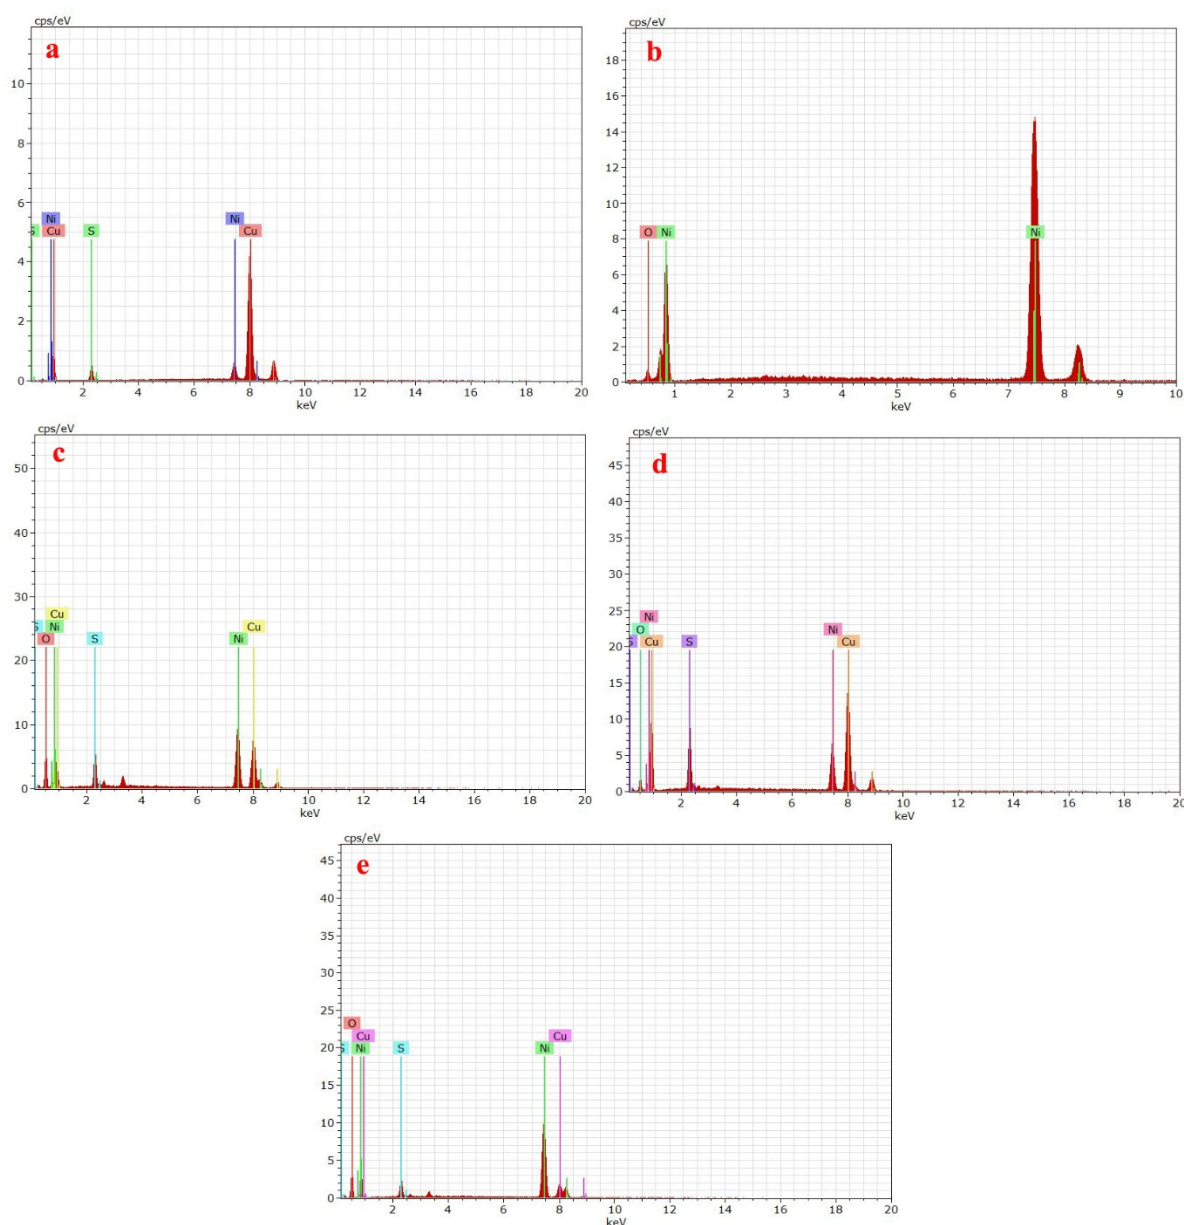 cps/eV
a
10
8
6
4
2
0
Ni
S Cu S
Ni
Cu
2 4 6 8 10 12 14 16 18 20
keV
cps/eV
b
18
16
14
12
10
8
6
4
2
0
O Ni Ni
1 2 3 4 5 6 7 8 9 10
keV
cps/eV
c
50
40
30
20
10
0
Cu
S Ni
O S Ni
Cu
2 4 6 8 10 12 14 16 18 20
keV
cps/eV
d
45
40
35
30
25
20
15
10
5
0
Ni
O
S Cu S
Ni
Cu
2 4 6 8 10 12 14 16 18 20
keV
cps/eV
e
45
40
35
30
25
20
15
10
5
0
O
Cu Cu
S Ni S Ni
2 4 6 8 10 12 14 16 18 20
keV